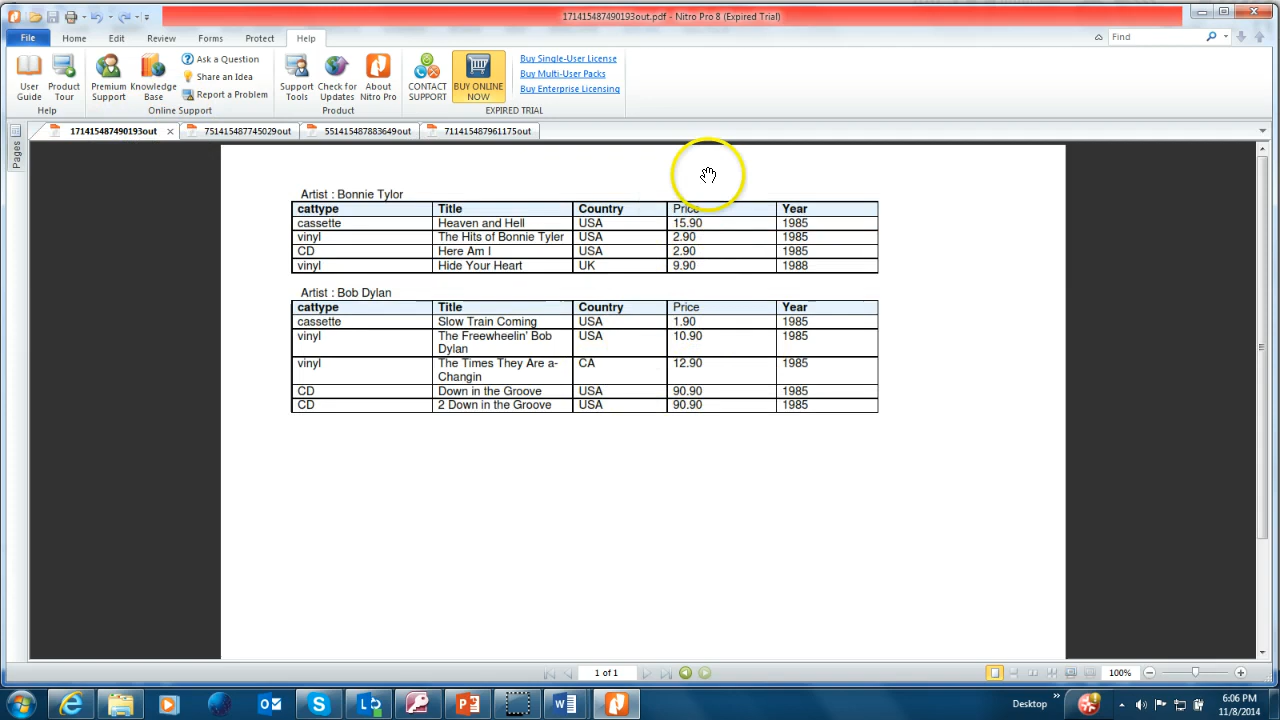 171415487490193out.pdf - Nitro Pro 8 (Expired Trial)
File Home Edit Review Forms Protect Help Find
User Guide
Product Tour
Help
Premium Support
Knowledge Base
Ask a Question
Share an Idea
Report a Problem
Online Support
Support Tools
Check for Updates
About Nitro Pro
Product
CONTACT SUPPORT
BUY ONLINE NOW
Buy Single-User License
Buy Multi-User Packs
Buy Enterprise Licensing
EXPIRED TRIAL
171415487490193out x 751415487745029out 551415487883649out 711415487961175out
Pages
Artist : Bonnie Tylor
cattype Title Country Price Year
cassette Heaven and Hell USA 15.90 1985
vinyl The Hits of Bonnie Tyler USA 2.90 1985
CD Here Am I USA 2.90 1985
vinyl Hide Your Heart UK 9.90 1988
Artist : Bob Dylan
cattype Title Country Price Year
cassette Slow Train Coming USA 1.90 1985
vinyl The Freewheelin' Bob USA 10.90 1985
Dylan
vinyl The Times They Are a- CA 12.90 1985
Changin
CD Down in the Groove USA 90.90 1985
CD 2 Down in the Groove USA 90.90 1985
1 of 1 100%
Desktop
6:06 PM
11/8/2014